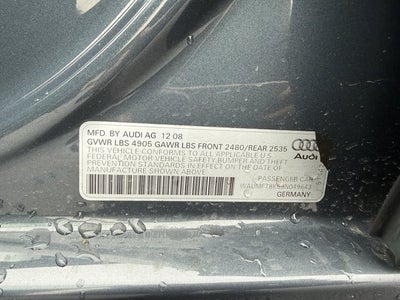 MFD. BY AUDI AG 12 08
GVWR LBS 4905 GAWR LBS FRONT 2480/REAR 2535
THIS VEHICLE CONFORMS TO ALL APPLICABLE U.S
FEDERAL MOTOR VEHICLE SAFETY, BUMPER AND THEFT
PREVENTION STANDARDS IN EFFECT ON THE DATE OF
MANUFACTURE SHOWN ABOVE.
Audi
PASSENGER CAR
GERMANY